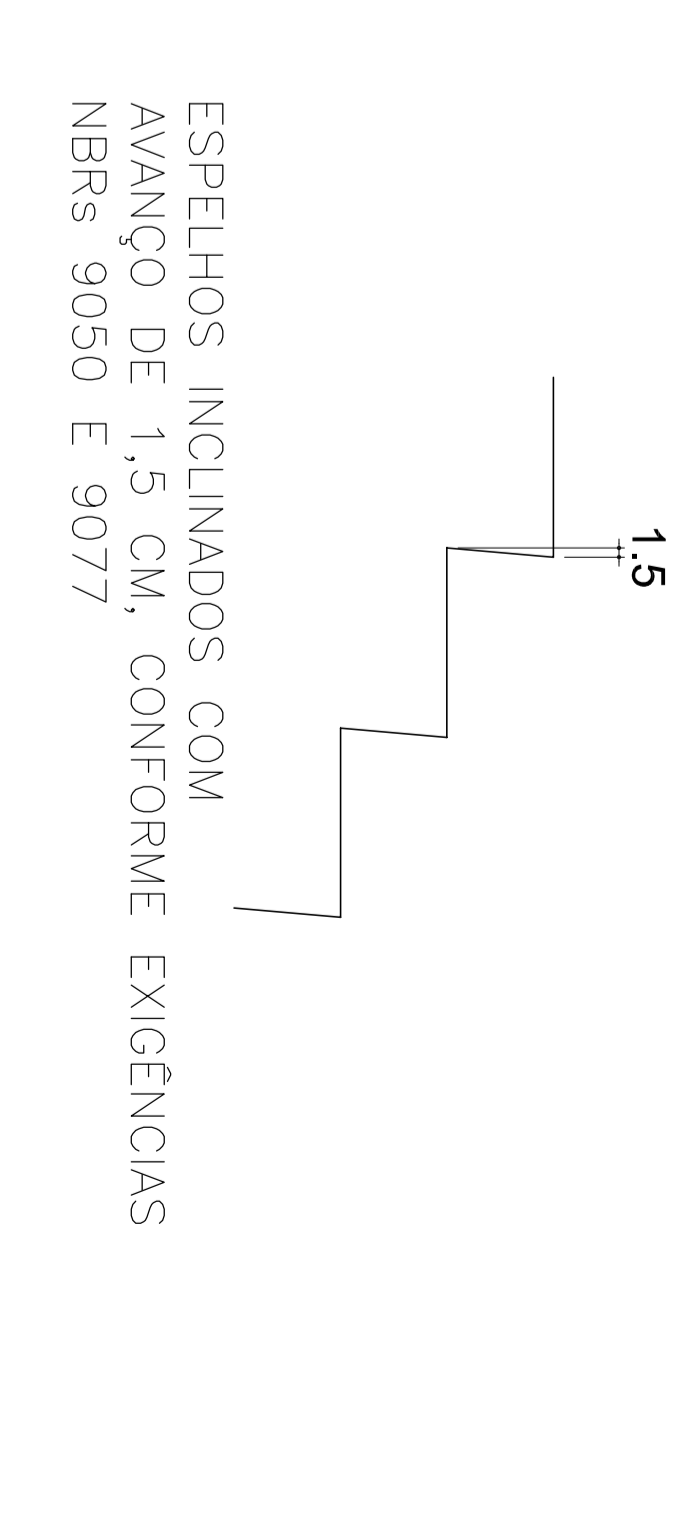 1.5
ESPELHOS INCLINADOS COM
AVANÇO DE 1,5 CM, CONFORME EXIGÊNCIAS
NBRs 9050 E 9077